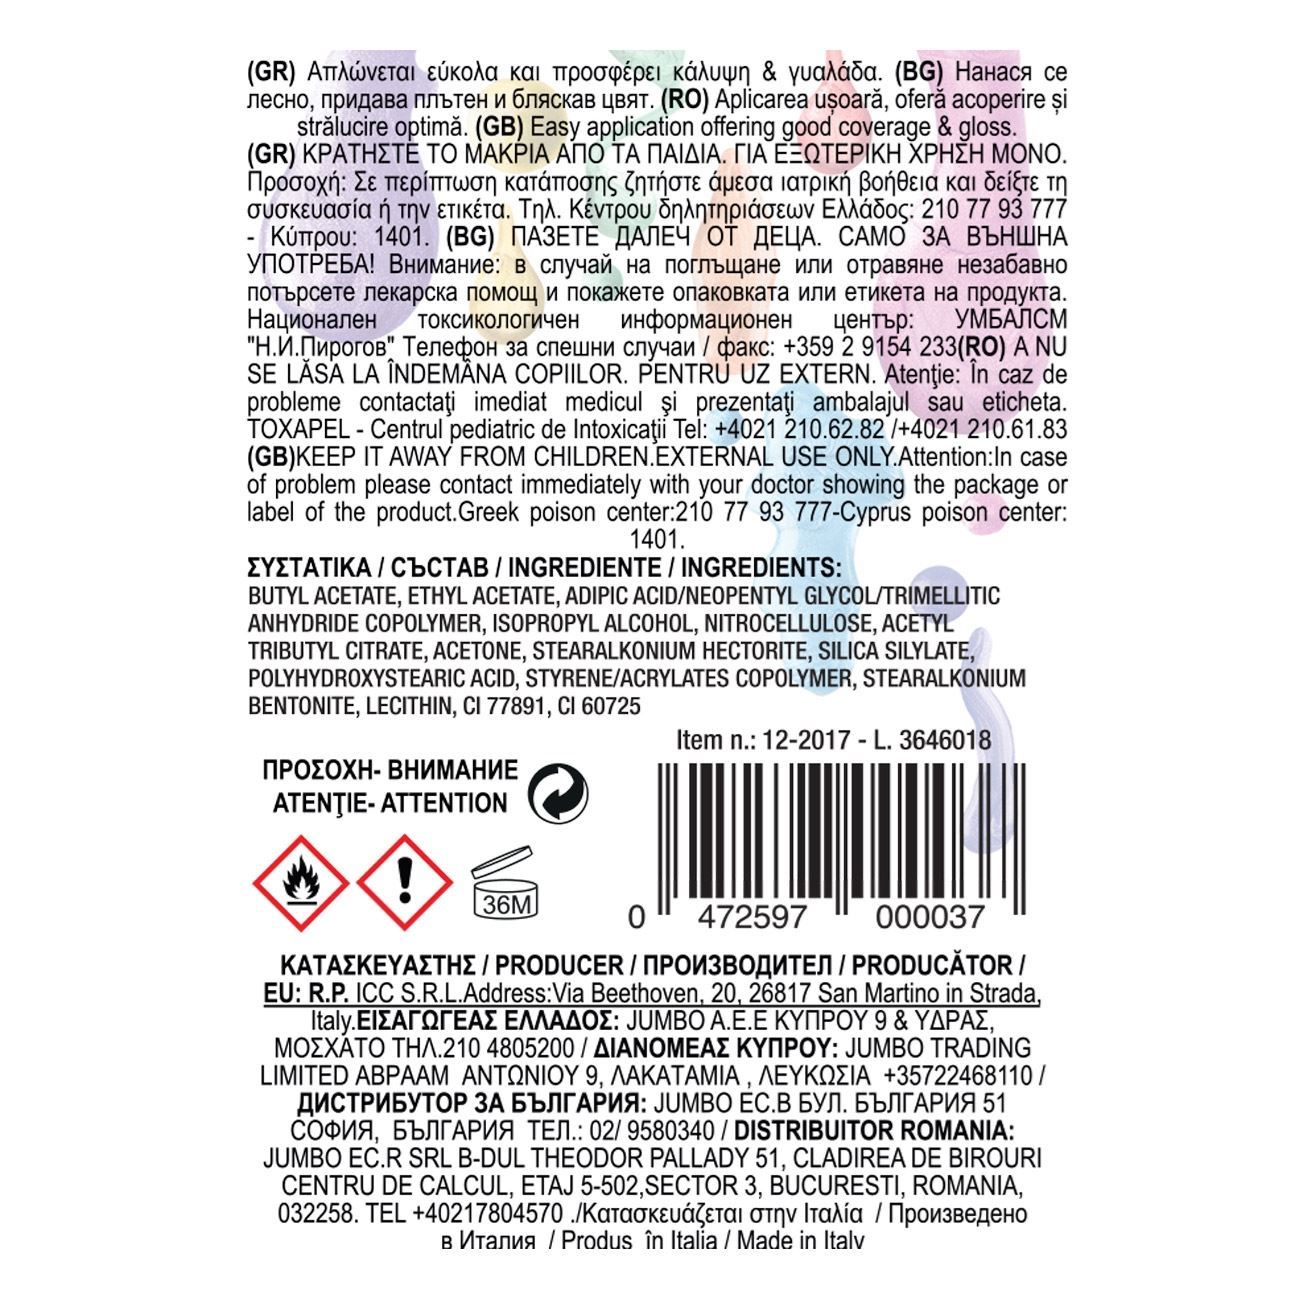 (GR) Απλώνεται εύκολα και προσφέρει κάλυψη & γυαλάδα. (BG) Нанася се
лесно, придава плътен и бляскав цвят. (RO) Aplicarea ușoară, oferă acoperire și
strălucire optimă. (GB) Easy application offering good coverage & gloss.
(GR) ΚΡΑΤΗΣΤΕ ΤΟ ΜΑΚΡΙΑ ΑΠΟ ΤΑ ΠΑΙΔΙΑ. ΓΙΑ ΕΞΩΤΕΡΙΚΗ ΧΡΗΣΗ ΜΟΝΟ.
Προσοχή: Σε περίπτωση κατάποσης ζητήστε άμεσα ιατρική βοήθεια και δείξτε τη
συσκευασία ή την ετικέτα. Τηλ. Κέντρου δηλητηριάσεων Ελλάδος: 210 77 93 777
- Κύπρου: 1401. (BG) ПАЗЕТЕ ДАЛЕЧ ОТ ДЕЦА. САМО ЗА ВЪНШНА
УПОТРЕБА! Внимание: в случай на поглъщане или отравяне незабавно
потърсете лекарска помощ и покажете опаковката или етикета на продукта.
Национален токсикологичен информационен център: УМБАЛСМ
"Н.И.Пирогов" Телефон за спешни случаи / факс: +359 2 9154 233(RO) A NU
SE LĂSA LA ÎNDEMÂNA COPIILOR. PENTRU UZ EXTERN. Atenţie: În caz de
probleme contactaţi imediat medicul şi prezentaţi ambalajul sau eticheta.
TOXAPEL - Centrul pediatric de Intoxicaţii Tel: +4021 210.62.82 /+4021 210.61.83
(GB)KEEP IT AWAY FROM CHILDREN.EXTERNAL USE ONLY.Attention:In case
of problem please contact immediately with your doctor showing the package or
label of the product.Greek poison center:210 77 93 777-Cyprus poison center:
1401.
ΣΥΣΤΑΤΙΚΑ / СЪСТАВ / INGREDIENTE / INGREDIENTS:
BUTYL ACETATE, ETHYL ACETATE, ADIPIC ACID/NEOPENTYL GLYCOL/TRIMELLITIC
ANHYDRIDE COPOLYMER, ISOPROPYL ALCOHOL, NITROCELLULOSE, ACETYL
TRIBUTYL CITRATE, ACETONE, STEARALKONIUM HECTORITE, SILICA SILYLATE,
POLYHYDROXYSTEARIC ACID, STYRENE/ACRYLATES COPOLYMER, STEARALKONIUM
BENTONITE, LECITHIN, CI 77891, CI 60725
Item n.: 12-2017 - L. 3646018
ΠΡΟΣΟΧΗ- ВНИМАНИЕ
ATENŢIE- ATTENTION
36M
0 472597 000037
ΚΑΤΑΣΚΕΥΑΣΤΗΣ / PRODUCER / ПРОИЗВОДИТЕЛ / PRODUCĂTOR /
EU: R.P. ICC S.R.L.Address:Via Beethoven, 20, 26817 San Martino in Strada,
Italy.ΕΙΣΑΓΩΓΕΑΣ ΕΛΛΑΔΟΣ: JUMBO A.E.E ΚΥΠΡΟΥ 9 & ΥΔΡΑΣ,
ΜΟΣΧΑΤΟ ΤΗΛ.210 4805200 / ΔΙΑΝΟΜΕΑΣ ΚΥΠΡΟΥ: JUMBO TRADING
LIMITED ΑΒΡΑΑΜ ΑΝΤΩΝΙΟΥ 9, ΛΑΚΑΤΑΜΙΑ , ΛΕΥΚΩΣΙΑ +35722468110 /
ДИСТРИБУТОР ЗА БЪЛГАРИЯ: JUMBO EC.B БУЛ. БЪЛГАРИЯ 51
СОФИЯ, БЪЛГАРИЯ ТЕЛ.: 02/ 9580340 / DISTRIBUITOR ROMANIA:
JUMBO EC.R SRL B-DUL THEODOR PALLADY 51, CLADIREA DE BIROURI
CENTRU DE CALCUL, ETAJ 5-502,SECTOR 3, BUCURESTI, ROMANIA,
032258. TEL +40217804570 ./Κατασκευάζεται στην Ιταλία / Произведено
в Италия / Produs în Italia / Made in Italy